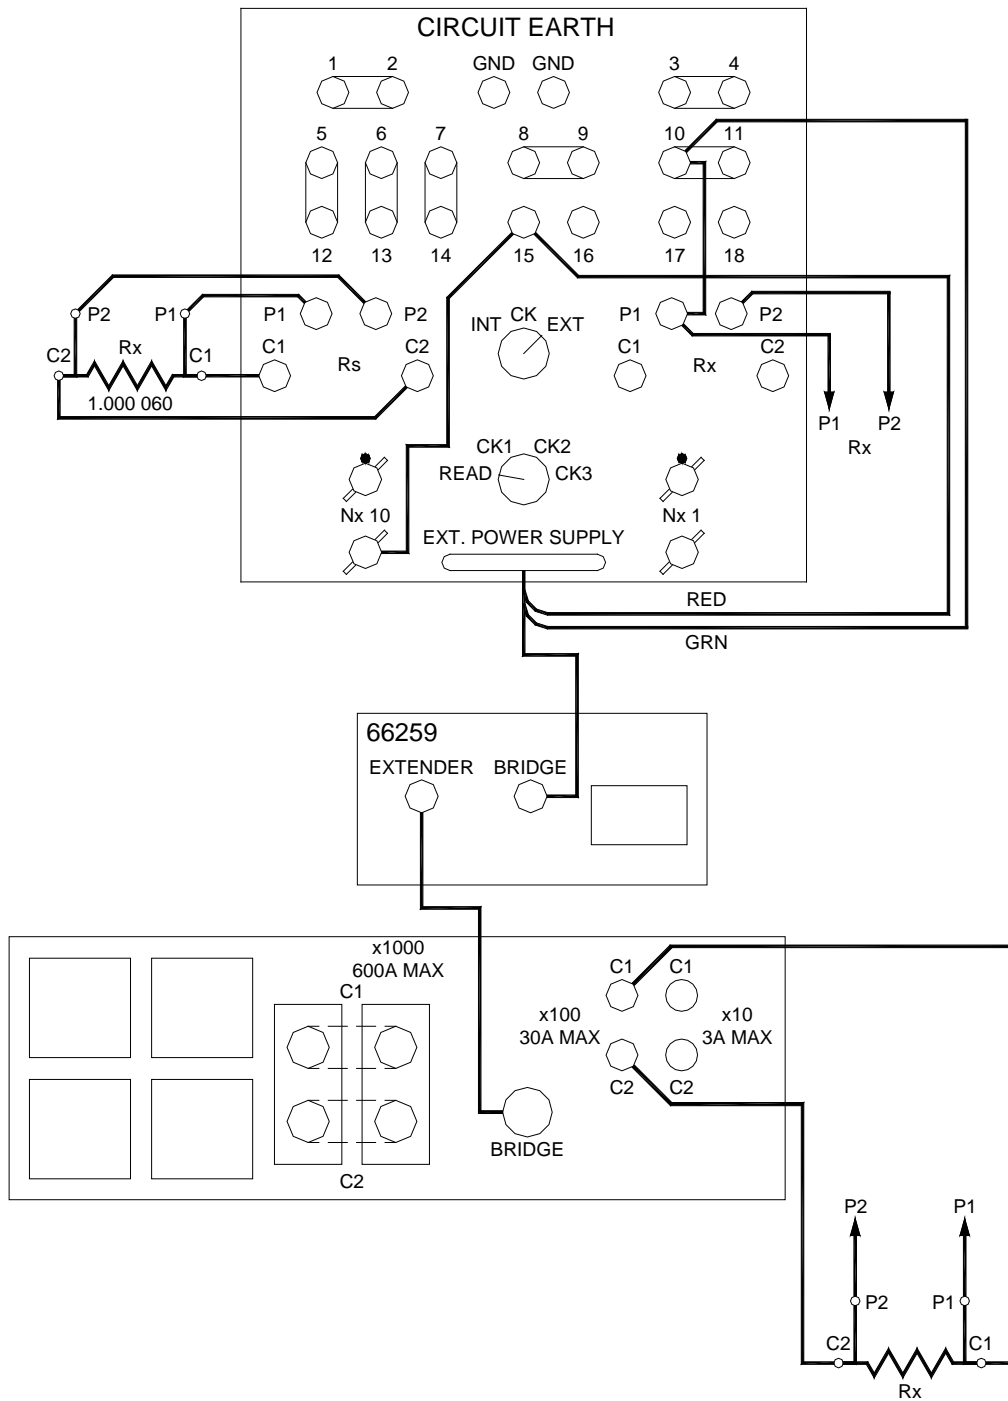 CIRCUIT EARTH
1 2 GND GND 3 4
5 6 7 8 9 10 11
12 13 14 15 16 17 18
P2 P1 P1 P2 INT CK EXT P1 P2
C2 Rx C1 C1 Rs C2 C1 Rx C2
1.000 060
P1 P2
Rx
CK1 CK2
READ CK3
Nx 10 Nx 1
EXT. POWER SUPPLY
RED
GRN
66259
EXTENDER BRIDGE
x1000
600A MAX
C1 C1 C1
x100 x10
30A MAX 3A MAX
C2 C2
BRIDGE
C2
P2 P1
P2 P1
C2 C1
Rx